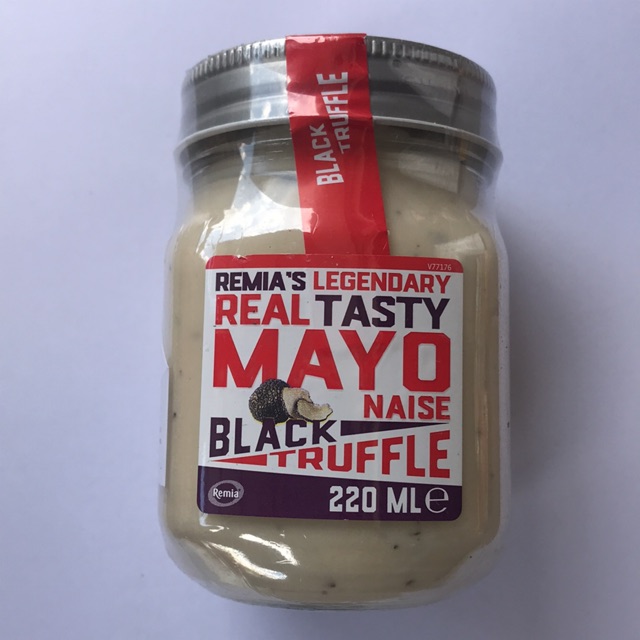 BLACK
TRUFFLE
V77176
REMIA'S LEGENDARY
REAL TASTY
MAYO
NAISE
BLACK
TRUFFLE
Remia
220 ML e